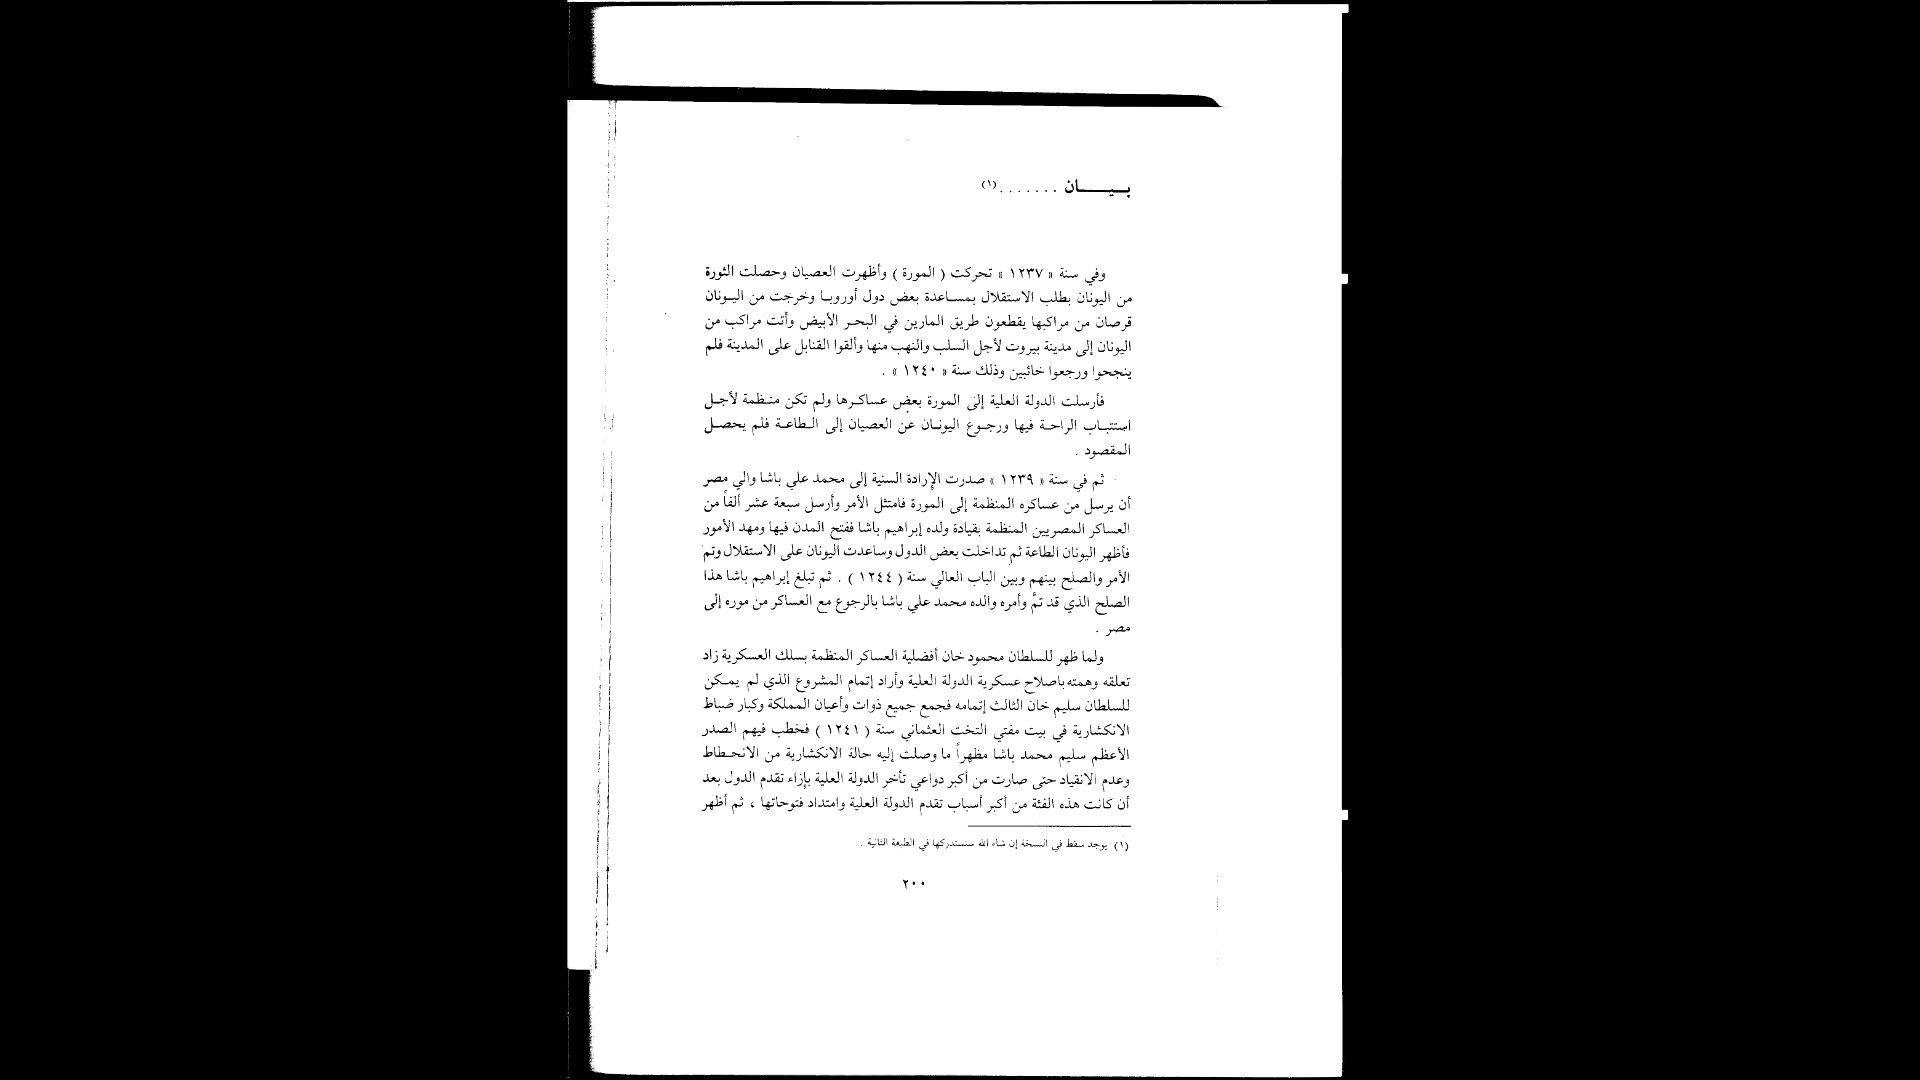 بيـــــان . . . . . . . (١)
وفي سنة « ١٢٣٧ » تحركت ( المورة ) وأظهرت العصيان وحصلت الثورة
من اليونان بطلب الاستقلال بمساعدة بعض دول أوروبا وخرجت من اليونان
قرصان من مراكبها يقطعون طريق المارين في البحر الأبيض وأتت مراكب من
اليونان إلى مدينة بيروت لأجل السلب والنهب منها وألقوا القنابل على المدينة فلم
ينجحوا ورجعوا خائبين وذلك سنة « ١٢٤٠ » .
فأرسلت الدولة العلية إلى المورة بعض عساكرها ولم تكن منظمة لأجل
استتباب الراحة فيها ورجوع اليونان عن العصيان إلى الطاعة فلم يحصل
المقصود .
ثم في سنة « ١٢٣٩ » صدرت الإرادة السنية إلى محمد علي باشا والي مصر
أن يرسل من عساكره المنظمة إلى المورة فامتثل الأمر وأرسل سبعة عشر ألفاً من
العساكر المصريين المنظمة بقيادة ولده إبراهيم باشا ففتح المدن فيها ومهد الأمور
فأظهر اليونان الطاعة ثم تداخلت بعض الدول وساعدت اليونان على الاستقلال وتم
الأمر والصلح بينهم وبين الباب العالي سنة ( ١٢٤٤ ) . ثم تبلغ إبراهيم باشا هذا
الصلح الذي قد تمَّ وأمره والده محمد علي باشا بالرجوع مع العساكر من موره إلى
مصر .
ولما ظهر للسلطان محمود خان أفضلية العساكر المنظمة بسلك العسكرية زاد
تعلقه وهمته باصلاح عسكرية الدولة العلية وأراد إتمام المشروع الذي لم يمكن
للسلطان سليم خان الثالث إتمامه فجمع جميع ذوات وأعيان المملكة وكبار ضباط
الانكشارية في بيت مفتي التخت العثماني سنة ( ١٢٤١ ) فخطب فيهم الصدر
الأعظم سليم محمد باشا مظهراً ما وصلت إليه حالة الانكشارية من الانحطاط
وعدم الانقياد حتى صارت من أكبر دواعي تأخر الدولة العلية بإزاء تقدم الدول بعد
أن كانت هذه الفئة من أكبر أسباب تقدم الدولة العلية وامتداد فتوحاتها ، ثم أظهر
(١) يوجد سقط في النسخة إن شاء الله سنستدركها في الطبعة الثانية .
٢٠٠